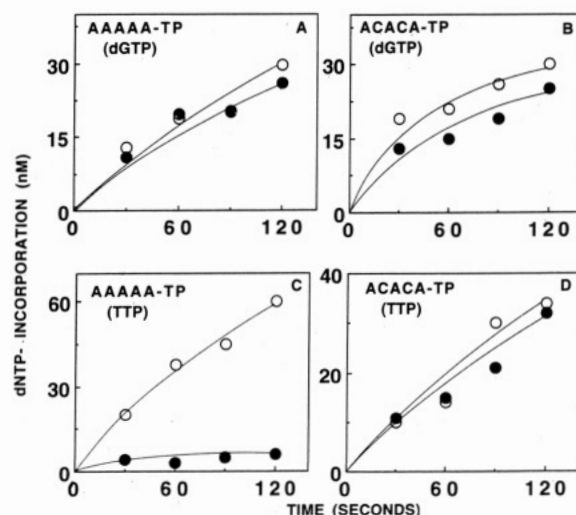 AAAAA-TP
(dGTP)
A
ACACA-TP
(dGTP)
B
30
15
0
0
60
120
30
15
0
0
60
120
dNTP- INCORPORATION (nM)
AAAAA-TP
(TTP)
C
ACACA-TP
(TTP)
D
60
30
0
0
60
120
40
20
0
0
60
120
TIME (SECONDS)